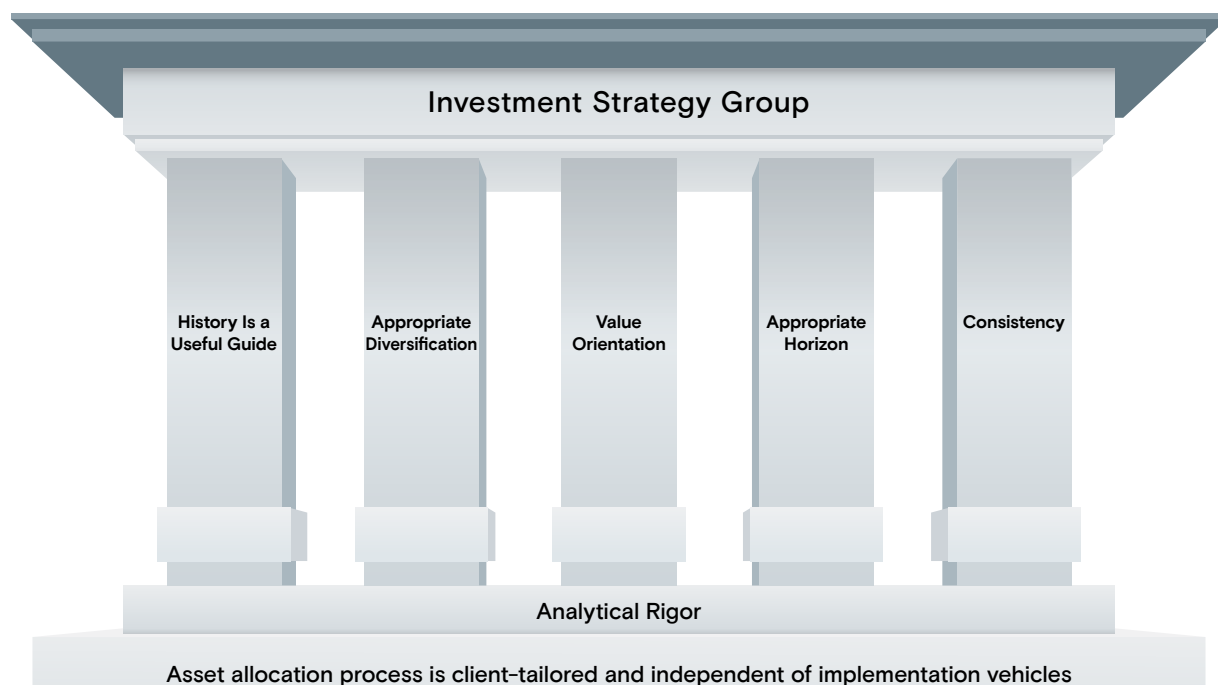 Investment Strategy Group
History Is a
Useful Guide
Appropriate
Diversification
Value
Orientation
Appropriate
Horizon
Consistency
Analytical Rigor
Asset allocation process is client-tailored and independent of implementation vehicles